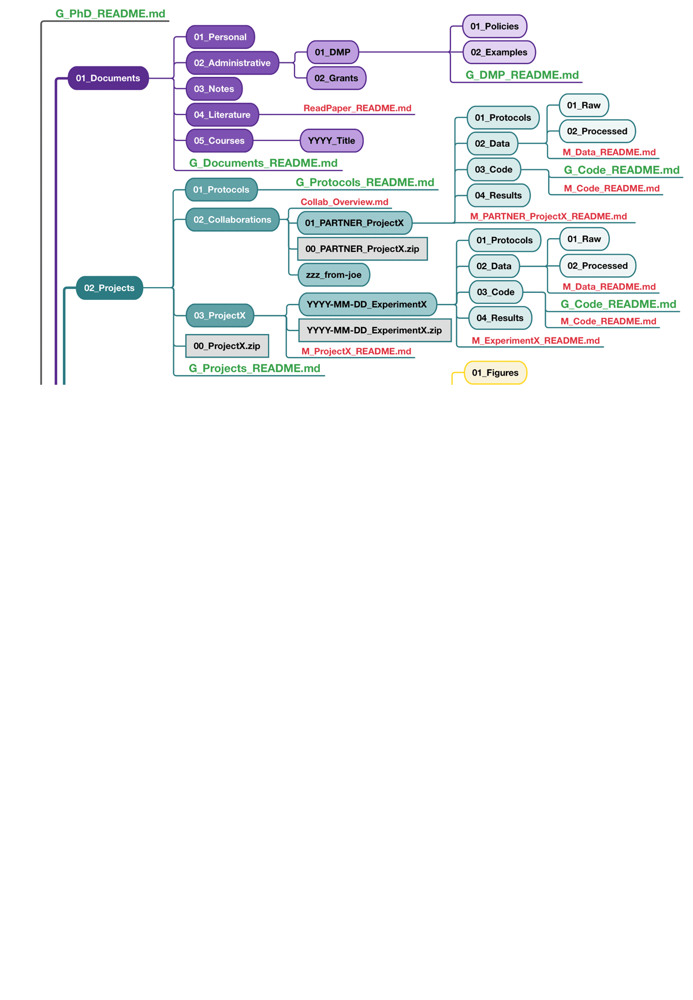 G_PhD_README.md
01_Documents
01_Personal
02_Administrative
01_DMP
01_Policies
02_Examples
G_DMP_README.md
02_Grants
03_Notes
04_Literature
ReadPaper_README.md
05_Courses
YYYY_Title
G_Documents_README.md
02_Projects
01_Protocols
G_Protocols_README.md
02_Collaborations
Collab_Overview.md
01_PARTNER_ProjectX
01_Protocols
02_Data
01_Raw
02_Processed
M_Data_README.md
03_Code
G_Code_README.md
M_Code_README.md
04_Results
M_PARTNER_ProjectX_README.md
00_PARTNER_ProjectX.zip
zzz_from-joe
03_ProjectX
YYYY-MM-DD_ExperimentX
01_Protocols
02_Data
01_Raw
02_Processed
M_Data_README.md
03_Code
G_Code_README.md
M_Code_README.md
04_Results
M_ExperimentX_README.md
YYYY-MM-DD_ExperimentX.zip
M_ProjectX_README.md
00_ProjectX.zip
G_Projects_README.md
01_Figures